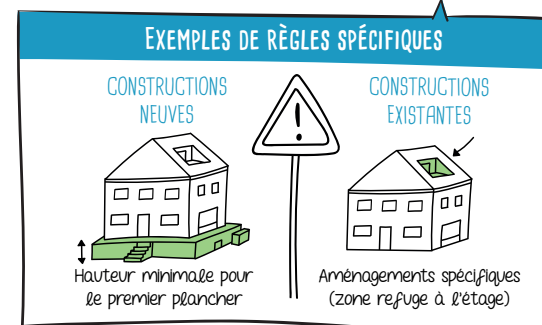 EXEMPLES DE RÈGLES SPÉCIFIQUES
CONSTRUCTIONS
NEUVES
!
Hauteur minimale pour
le premier plancher
CONSTRUCTIONS
EXISTANTES
Aménagements spécifiques
(zone refuge à l'étage)